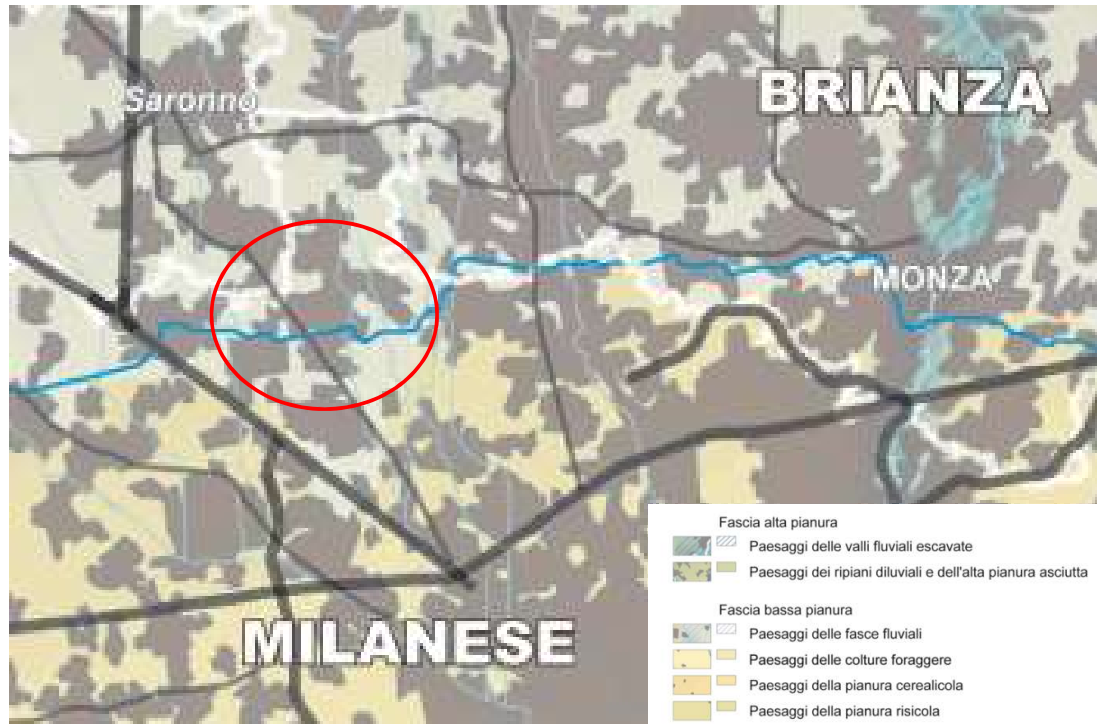 Saronno
BRIANZA
MONZA
MILANESE
Fascia alta pianura
Paesaggi delle valli fluviali escavate
Paesaggi dei ripiani diluviali e dell'alta pianura asciutta
Fascia bassa pianura
Paesaggi delle fasce fluviali
Paesaggi delle colture foraggere
Paesaggi della pianura cerealicola
Paesaggi della pianura risicola